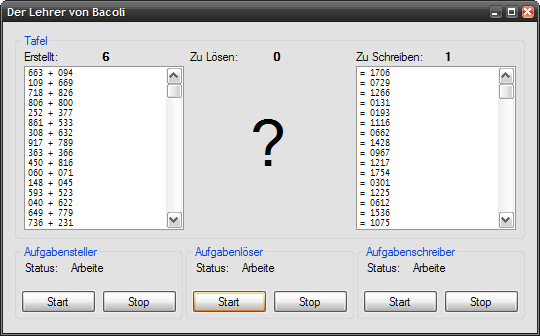 Der Lehrer von Bacoli
Tafel
Erstellt: 6 Zu Lösen: 0 Zu Schreiben: 1
663 + 094
109 + 669
718 + 826
806 + 800
252 + 377
861 + 533
308 + 632
917 + 789
363 + 366
450 + 816
060 + 071
148 + 045
593 + 523
040 + 622
649 + 779
736 + 231
?
= 1706
= 0729
= 1266
= 0131
= 0193
= 1116
= 0662
= 1428
= 0967
= 1217
= 1754
= 0301
= 1225
= 0612
= 1536
= 1075
Aufgabensteller
Status: Arbeite
Start Stop
Aufgabenlöser
Status: Arbeite
Start Stop
Aufgabenschreiber
Status: Arbeite
Start Stop